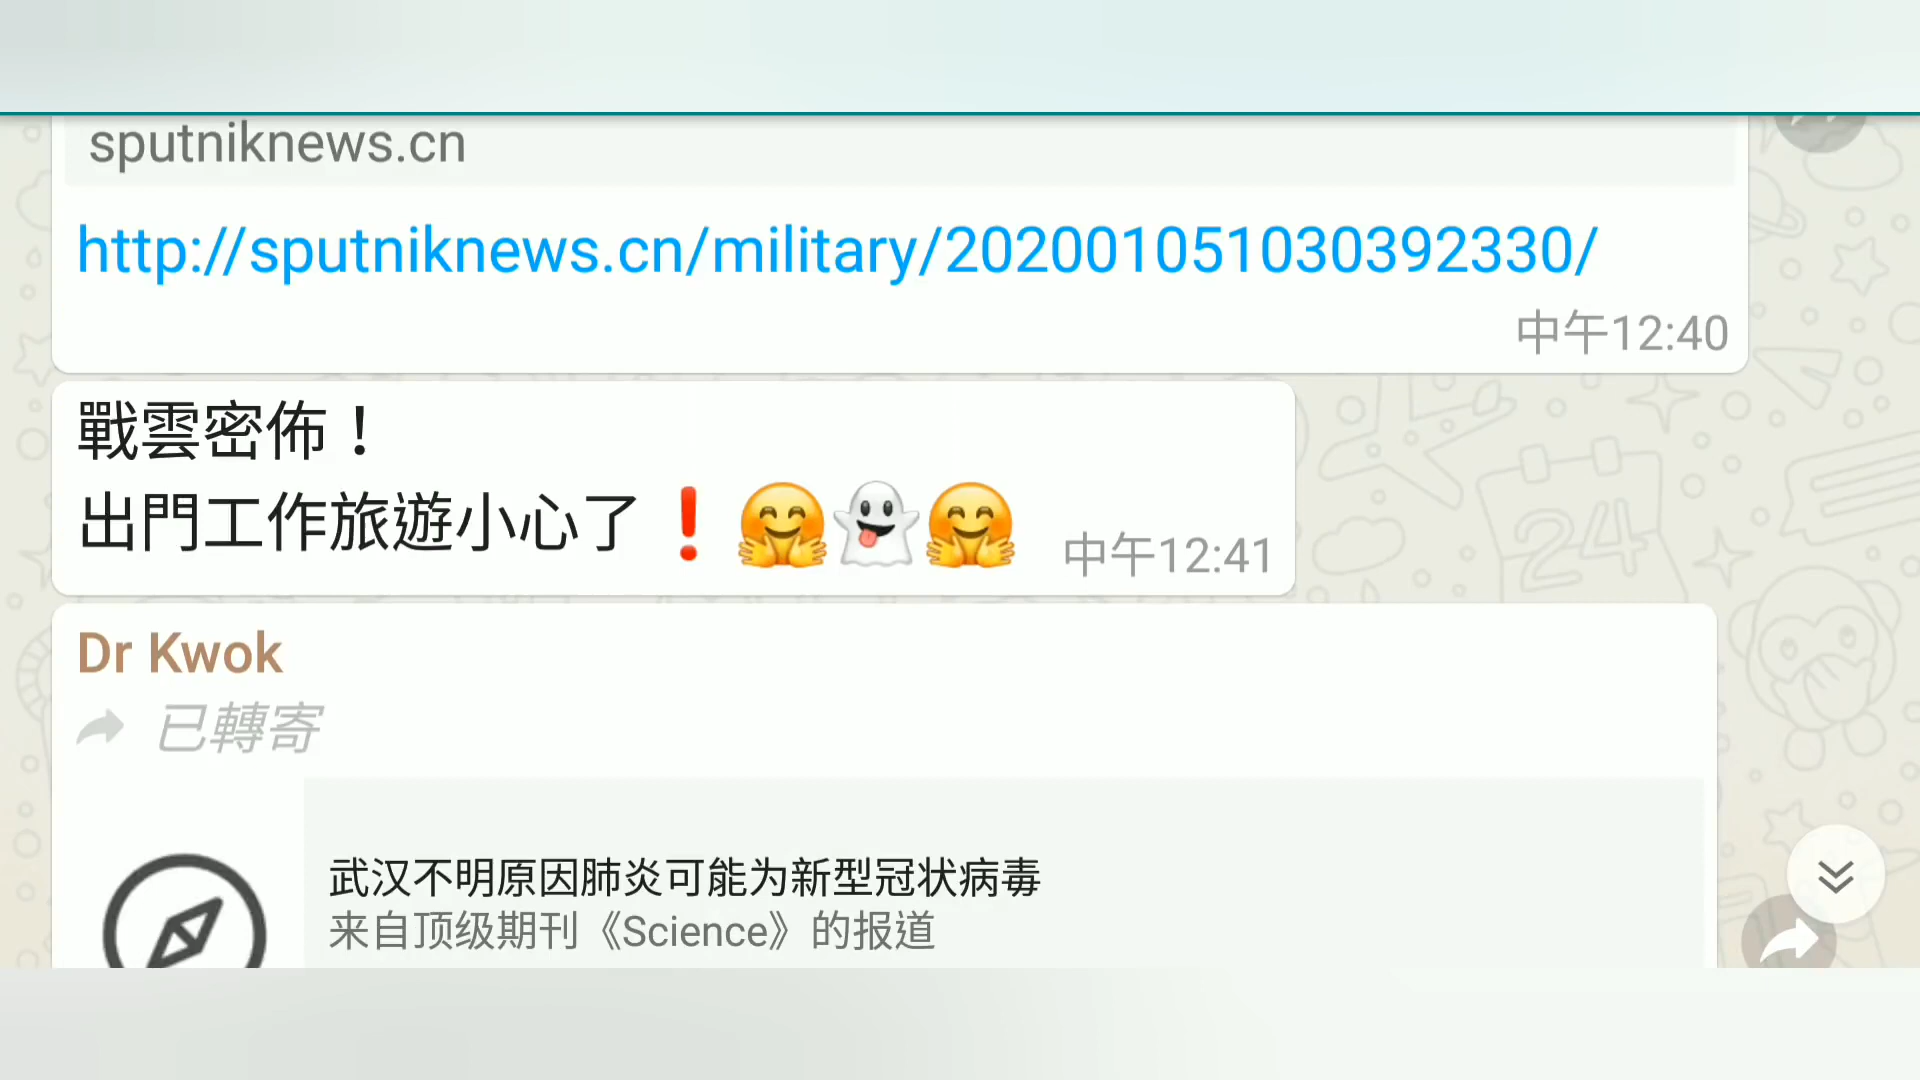 sputniknews.cn
http://sputniknews.cn/military/202001051030392330/
中午12:40
戰雲密佈！
出門工作旅遊小心了❗🤗👻🤗
中午12:41
Dr Kwok
已轉寄
武汉不明原因肺炎可能为新型冠状病毒
来自顶级期刊《Science》的报道